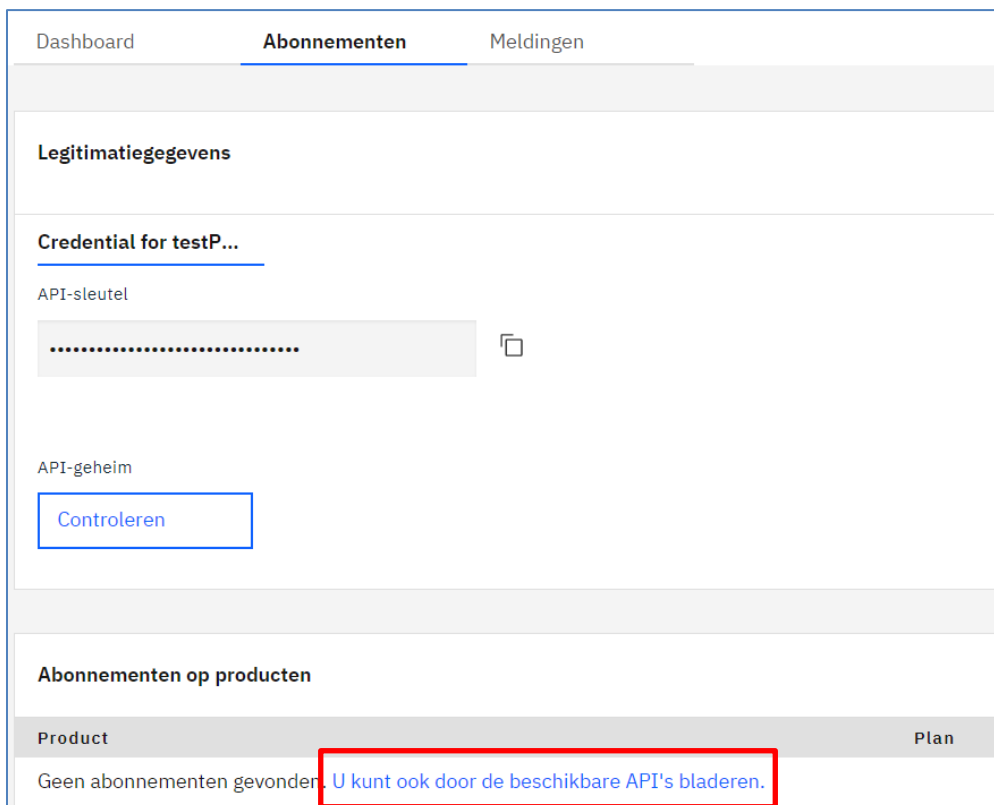 Dashboard Abonnementen Meldingen
Legitimatiegegevens
Credential for testP...
API-sleutel
••••••••••••••••••••••••••••••••
API-geheim
Controleren
Abonnementen op producten
Product Plan
Geen abonnementen gevonden. U kunt ook door de beschikbare API's bladeren.